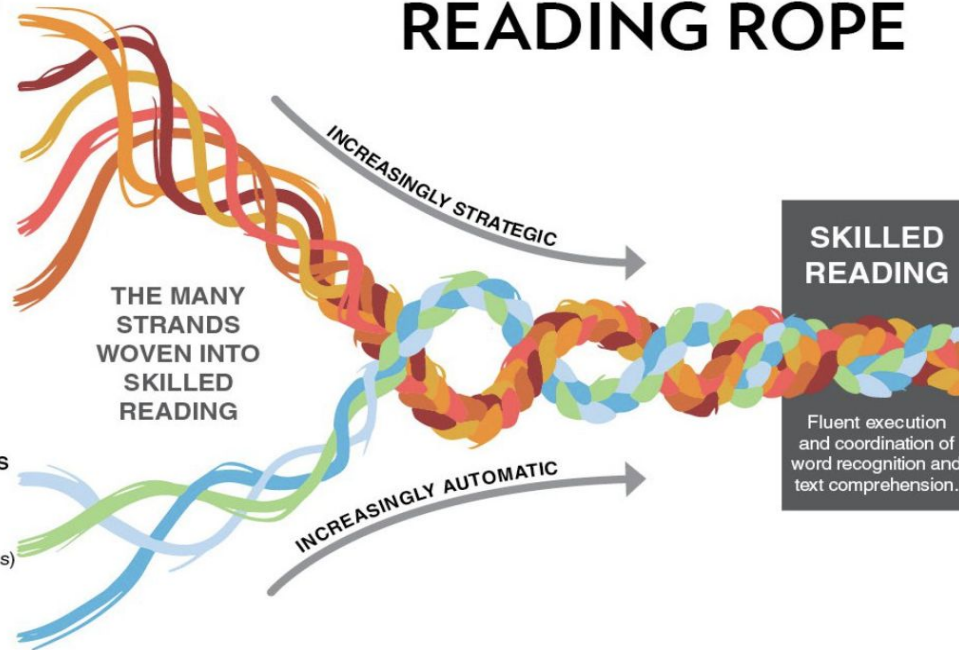 READING ROPE
INCREASINGLY STRATEGIC
SKILLED
READING
THE MANY
STRANDS
WOVEN INTO
SKILLED
READING
Fluent execution
and coordination of
word recognition and
text comprehension.
S
s)
INCREASINGLY AUTOMATIC